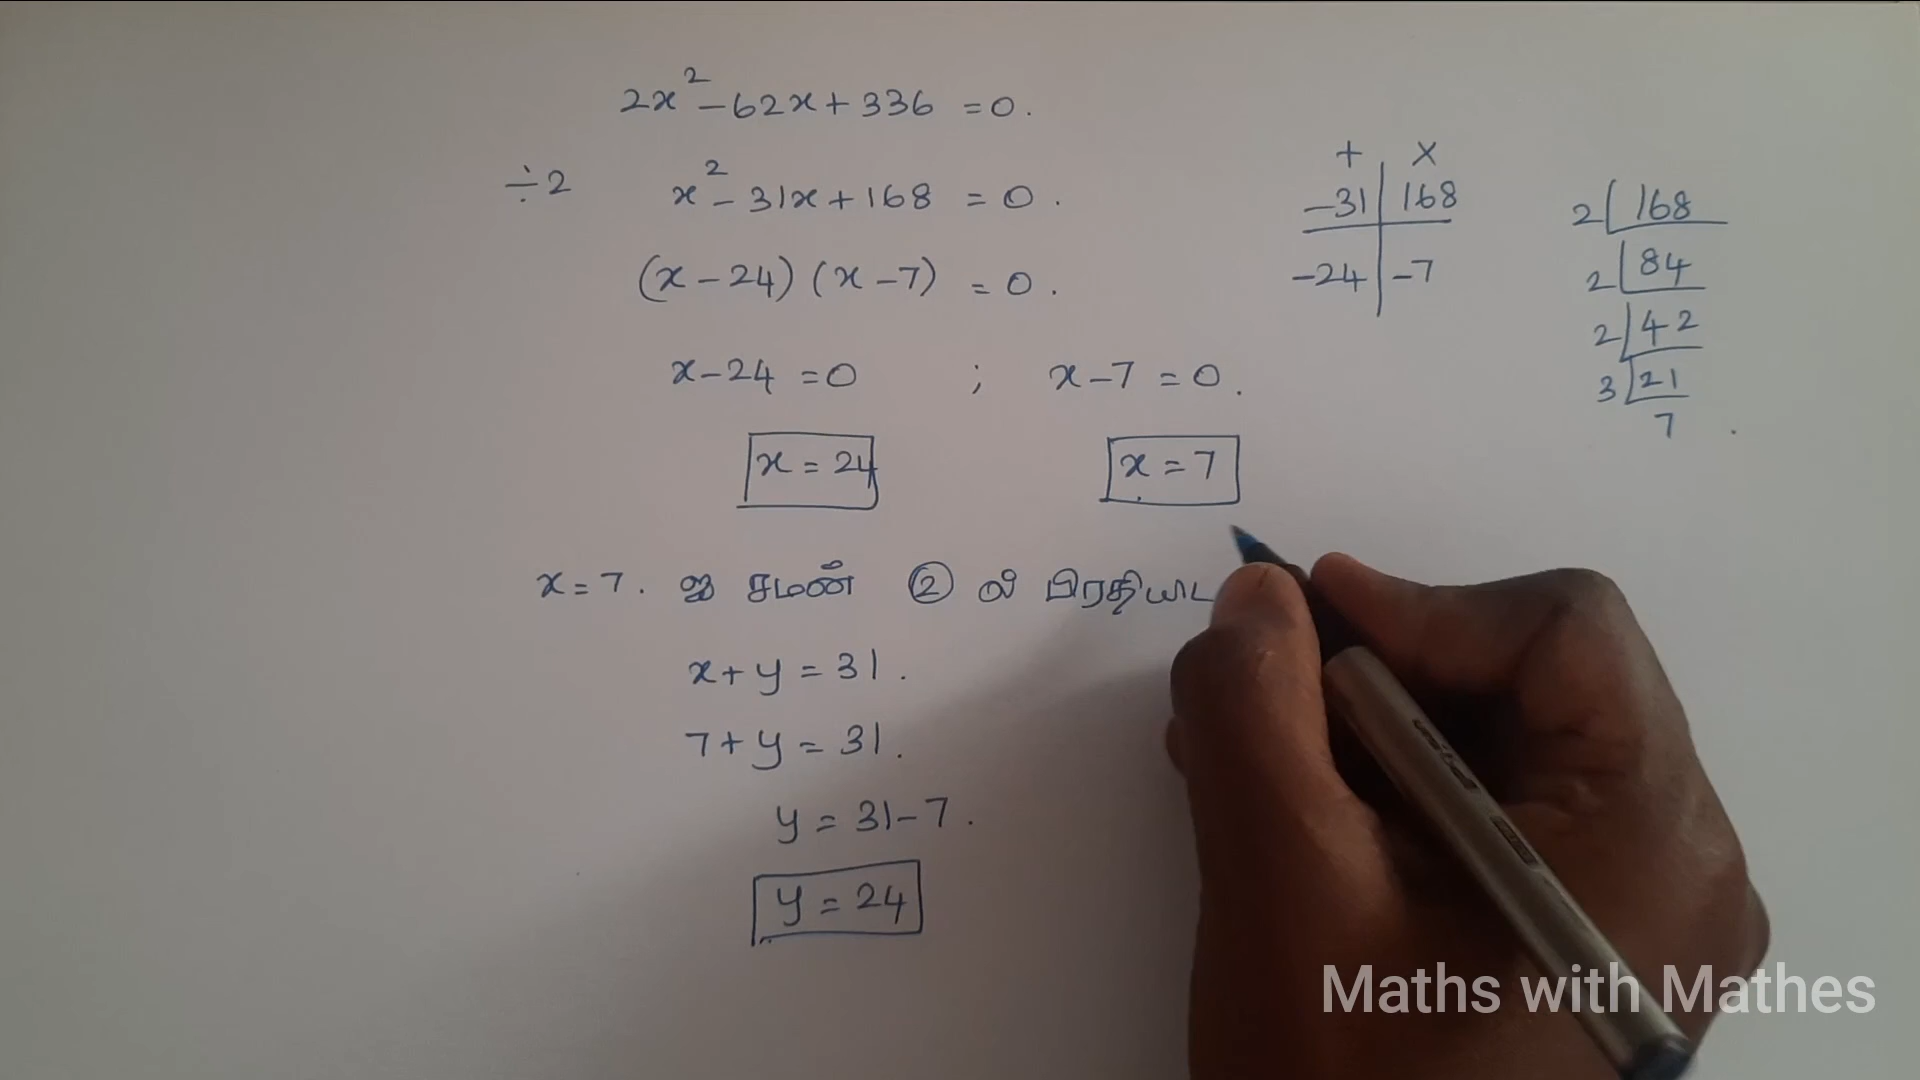 2x² - 62x + 336 = 0.
÷2 x² - 31x + 168 = 0.
(x - 24) (x - 7) = 0.
x - 24 = 0 ; x - 7 = 0.
x = 24 x = 7
x = 7. ஐ சமன் ② ல் பிரதியிட
x + y = 31.
7 + y = 31.
y = 31 - 7.
y = 24
+ X
-31 168
-24 -7
2 168
2 84
2 42
3 21
7
Maths with Mathes